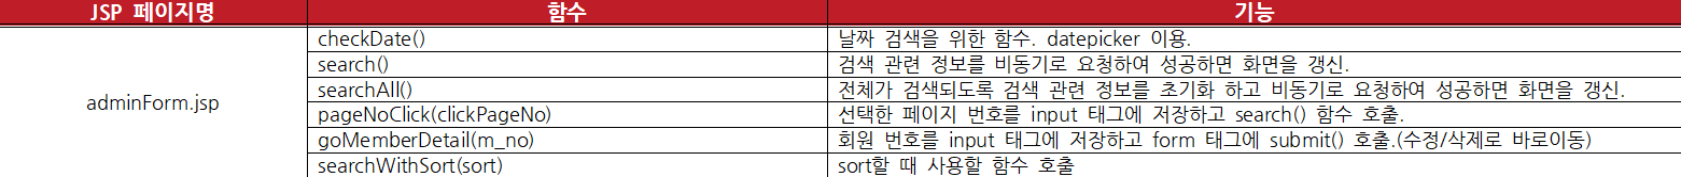 JSP 페이지명 함수 기능
checkDate() 날짜 검색을 위한 함수. datepicker 이용.
search() 검색 관련 정보를 비동기로 요청하여 성공하면 화면을 갱신.
searchAll() 전체가 검색되도록 검색 관련 정보를 초기화 하고 비동기로 요청하여 성공하면 화면을 갱신.
adminForm.jsp
pageNoClick(clickPageNo) 선택한 페이지 번호를 input 태그에 저장하고 search() 함수 호출.
goMemberDetail(m_no) 회원 번호를 input 태그에 저장하고 form 태그에 submit() 호출.(수정/삭제로 바로이동)
searchWithSort(sort) sort할 때 사용할 함수 호출